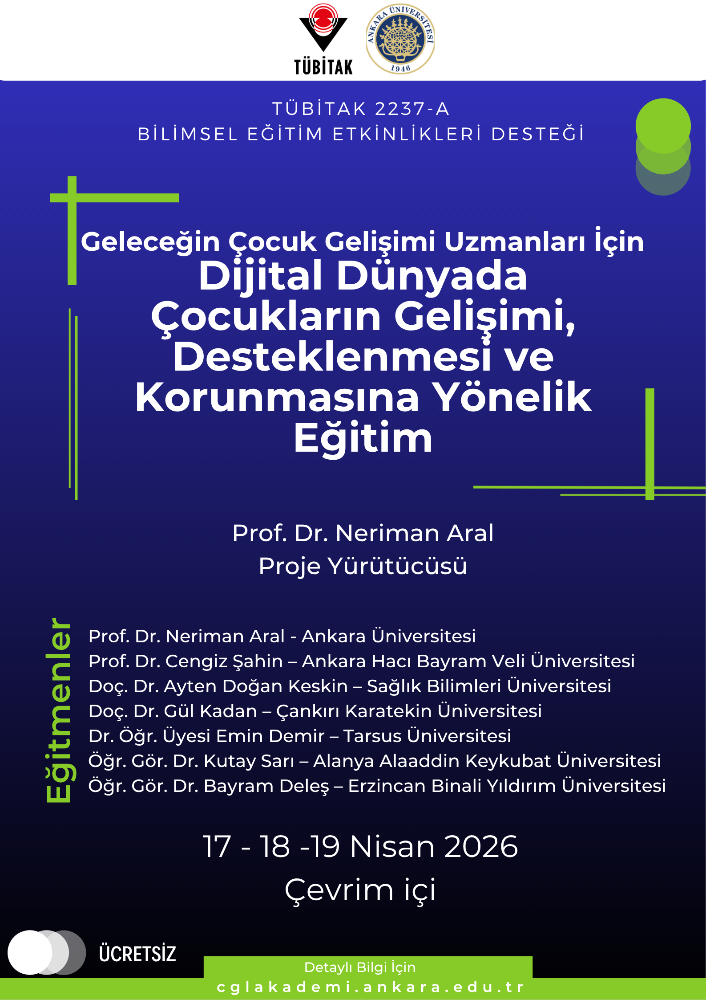 TÜBİTAK
ANKARA ÜNİVERSİTESİ
1946
TÜBİTAK 2237-A
BİLİMSEL EĞİTİM ETKİNLİKLERİ DESTEĞİ
Geleceğin Çocuk Gelişimi Uzmanları İçin
Dijital Dünyada
Çocukların Gelişimi,
Desteklenmesi ve
Korunmasına Yönelik
Eğitim
Prof. Dr. Neriman Aral
Proje Yürütücüsü
Eğitmenler
Prof. Dr. Neriman Aral - Ankara Üniversitesi
Prof. Dr. Cengiz Şahin – Ankara Hacı Bayram Veli Üniversitesi
Doç. Dr. Ayten Doğan Keskin – Sağlık Bilimleri Üniversitesi
Doç. Dr. Gül Kadan – Çankırı Karatekin Üniversitesi
Dr. Öğr. Üyesi Emin Demir – Tarsus Üniversitesi
Öğr. Gör. Dr. Kutay Sarı – Alanya Alaaddin Keykubat Üniversitesi
Öğr. Gör. Dr. Bayram Deleş – Erzincan Binali Yıldırım Üniversitesi
17 - 18 -19 Nisan 2026
Çevrim içi
ÜCRETSİZ
Detaylı Bilgi İçin
cglakademi.ankara.edu.tr